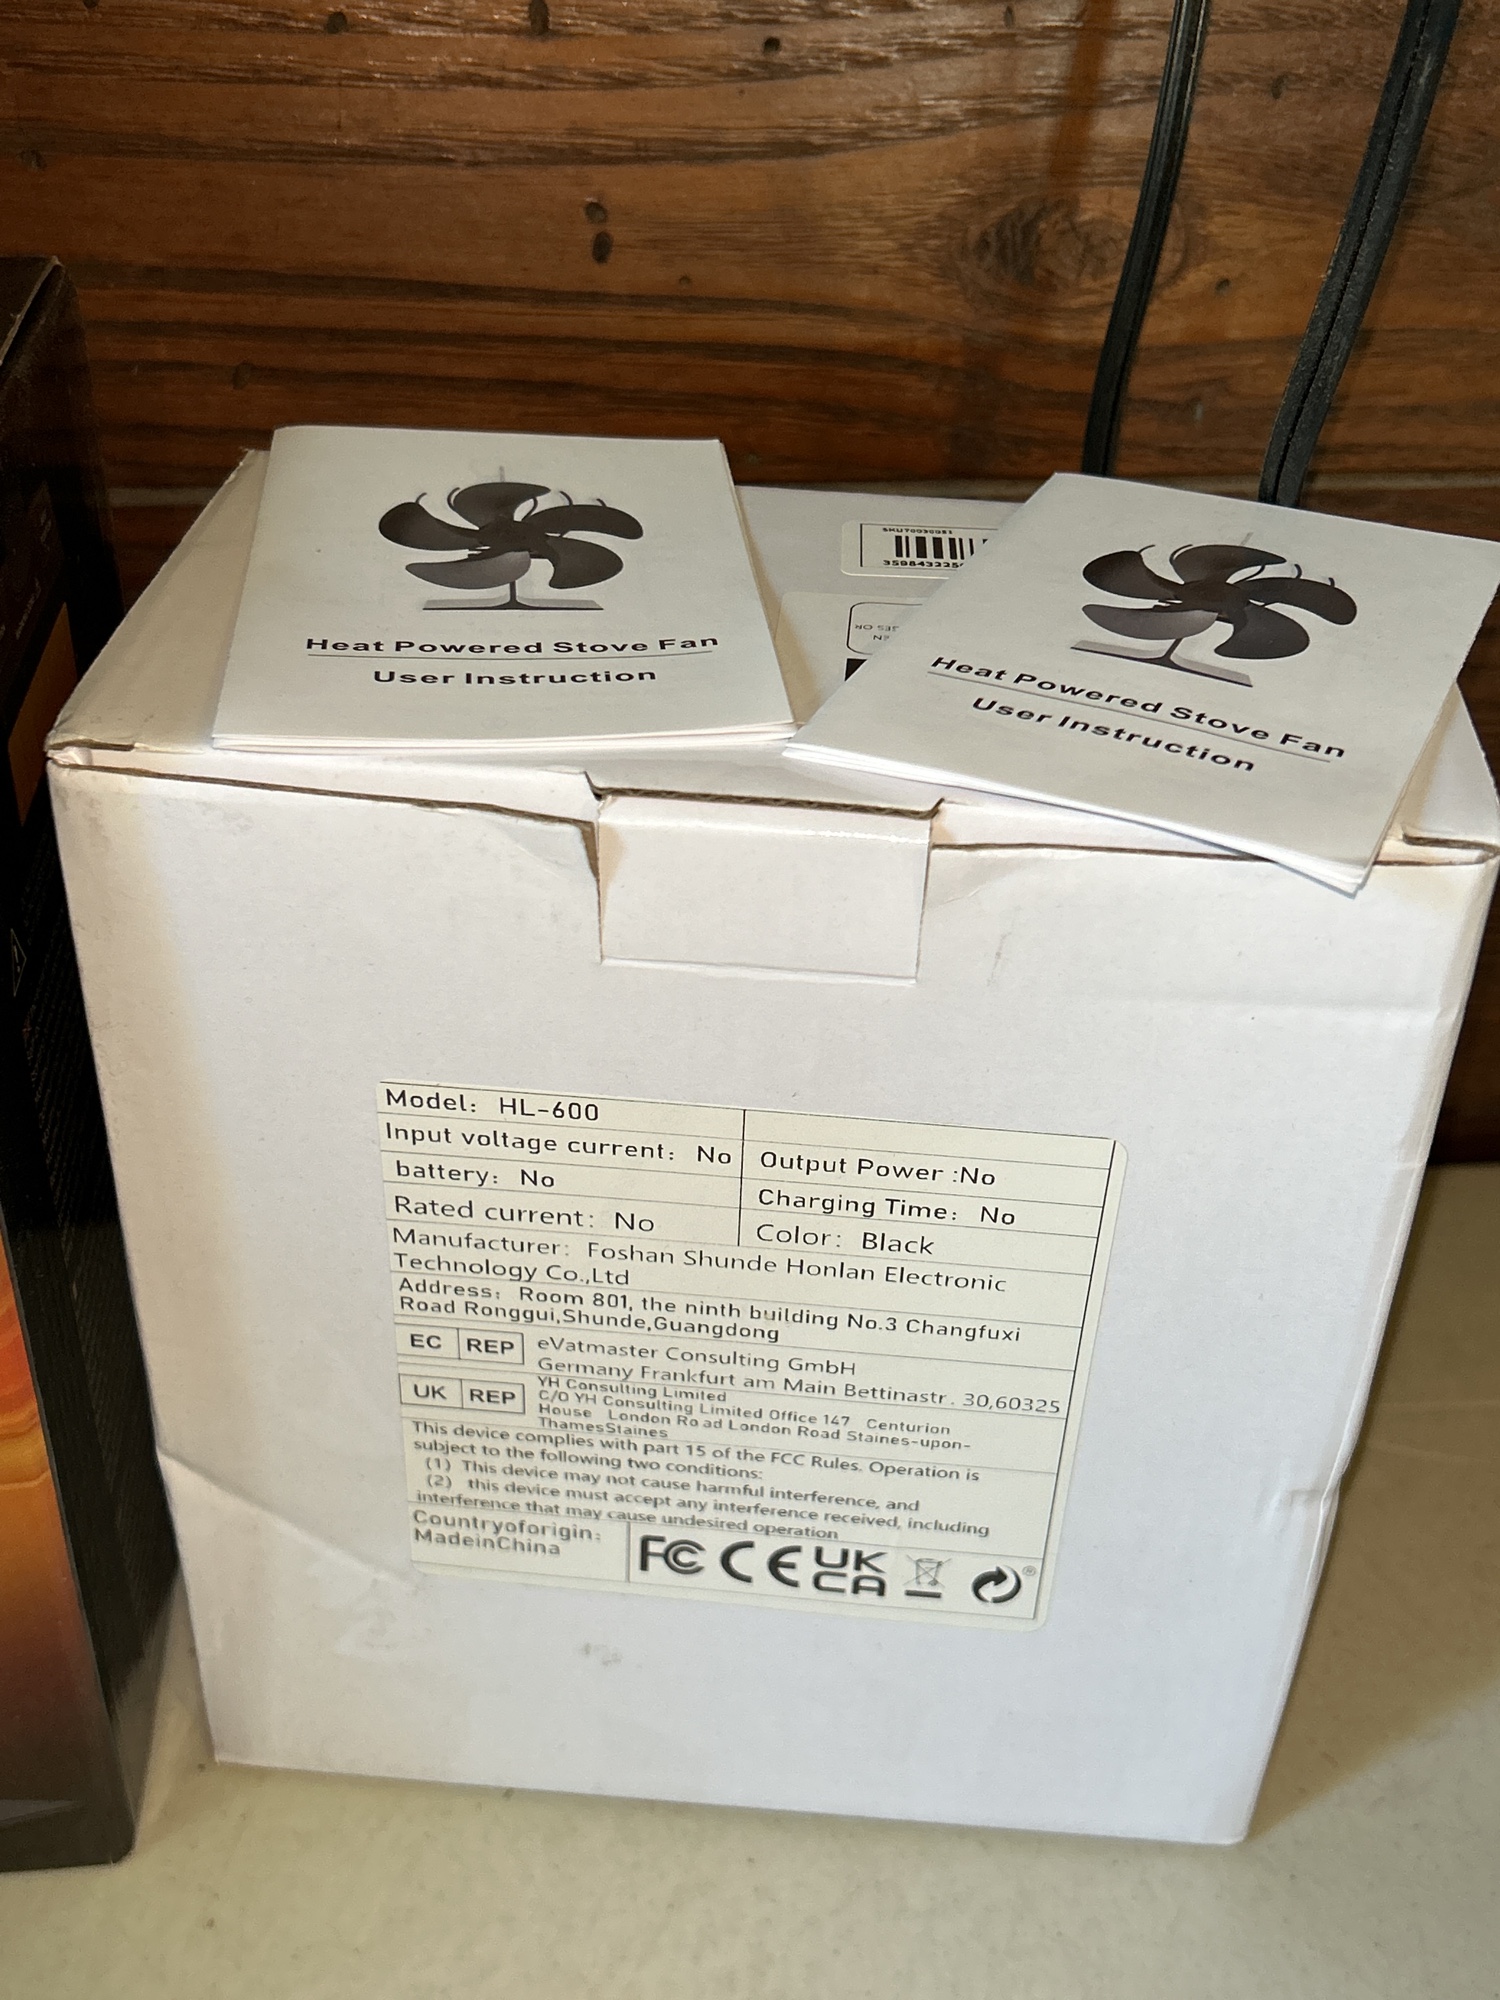 SKU70030051
Heat Powered Stove Fan
User Instruction
Heat Powered Stove Fan
User Instruction
Model: HL-600
Input voltage current: No
Output Power :No
battery: No
Charging Time: No
Rated current: No
Color: Black
Manufacturer: Foshan Shunde Honlan Electronic
Technology Co.,Ltd
Address: Room 801, the ninth building No.3 Changfuxi
Road Ronggui,Shunde,Guangdong
EC REP
eVatmaster Consulting GmbH
Germany Frankfurt am Main Bettinastr. 30,60325
UK REP
YH Consulting Limited
C/O YH Consulting Limited Office 147 Centurion
House London Road London Road Staines-upon-
ThamesStaines
This device complies with part 15 of the FCC Rules. Operation is
subject to the following two conditions:
(1) This device may not cause harmful interference, and
(2) this device must accept any interference received, including
interference that may cause undesired operation
Countryoforigin:
MadeinChina
FC CE UK
CA